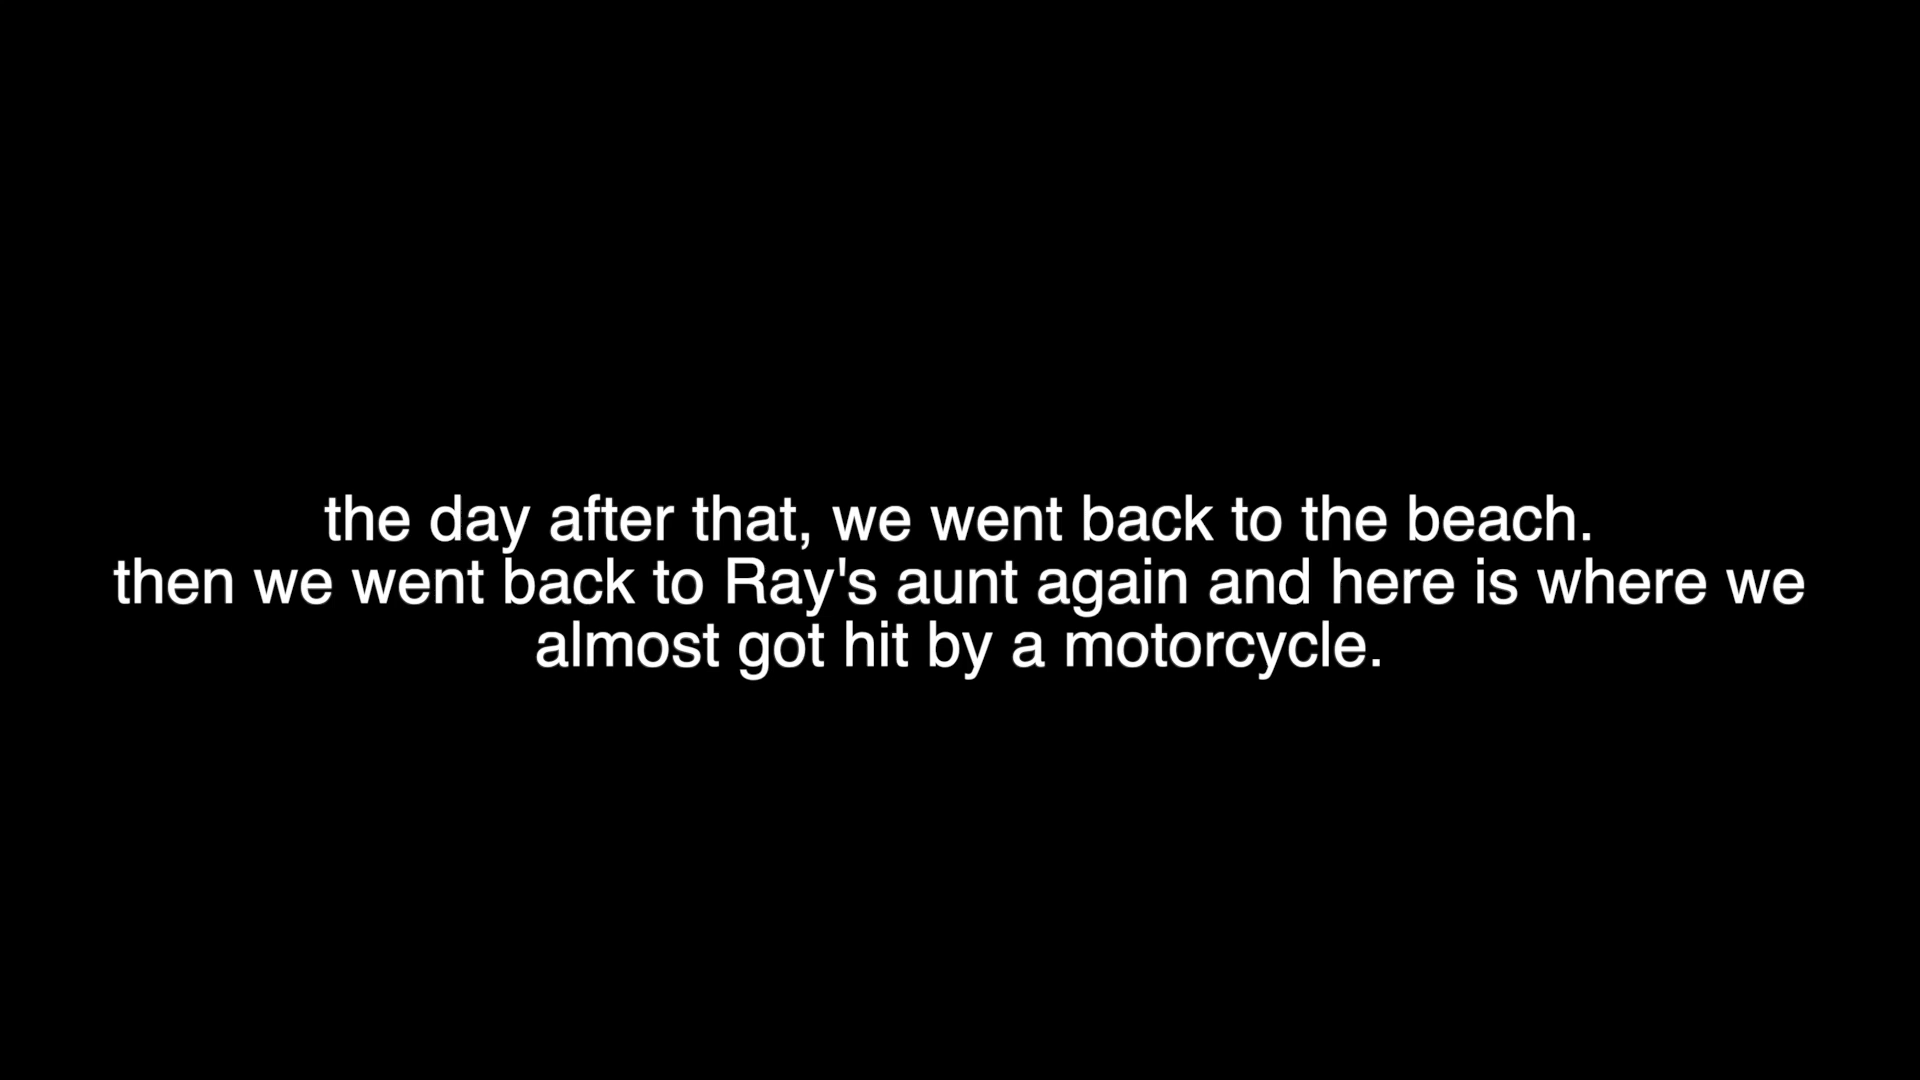 the day after that, we went back to the beach.
then we went back to Ray's aunt again and here is where we
almost got hit by a motorcycle.